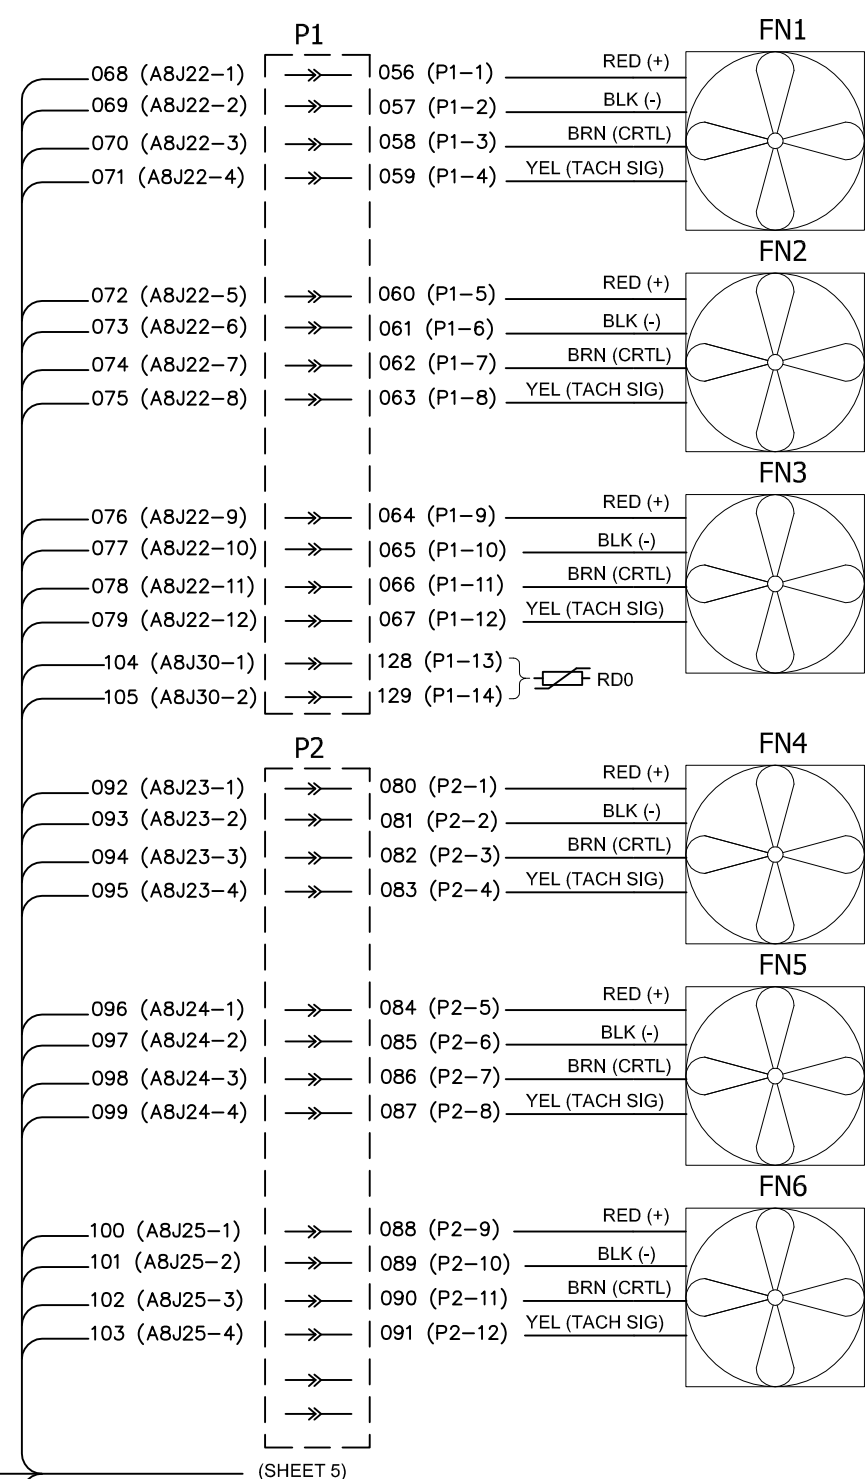 P1 FN1
068 (A8J22-1) 056 (P1-1) RED (+)
069 (A8J22-2) 057 (P1-2) BLK (-)
070 (A8J22-3) 058 (P1-3) BRN (CRTL)
071 (A8J22-4) 059 (P1-4) YEL (TACH SIG)
FN2
072 (A8J22-5) 060 (P1-5) RED (+)
073 (A8J22-6) 061 (P1-6) BLK (-)
074 (A8J22-7) 062 (P1-7) BRN (CRTL)
075 (A8J22-8) 063 (P1-8) YEL (TACH SIG)
FN3
076 (A8J22-9) 064 (P1-9) RED (+)
077 (A8J22-10) 065 (P1-10) BLK (-)
078 (A8J22-11) 066 (P1-11) BRN (CRTL)
079 (A8J22-12) 067 (P1-12) YEL (TACH SIG)
104 (A8J30-1) 128 (P1-13)
RD0
105 (A8J30-2) 129 (P1-14)
P2 FN4
092 (A8J23-1) 080 (P2-1) RED (+)
093 (A8J23-2) 081 (P2-2) BLK (-)
094 (A8J23-3) 082 (P2-3) BRN (CRTL)
095 (A8J23-4) 083 (P2-4) YEL (TACH SIG)
FN5
096 (A8J24-1) 084 (P2-5) RED (+)
097 (A8J24-2) 085 (P2-6) BLK (-)
098 (A8J24-3) 086 (P2-7) BRN (CRTL)
099 (A8J24-4) 087 (P2-8) YEL (TACH SIG)
FN6
100 (A8J25-1) 088 (P2-9) RED (+)
101 (A8J25-2) 089 (P2-10) BLK (-)
102 (A8J25-3) 090 (P2-11) BRN (CRTL)
103 (A8J25-4) 091 (P2-12) YEL (TACH SIG)
(SHEET 5)